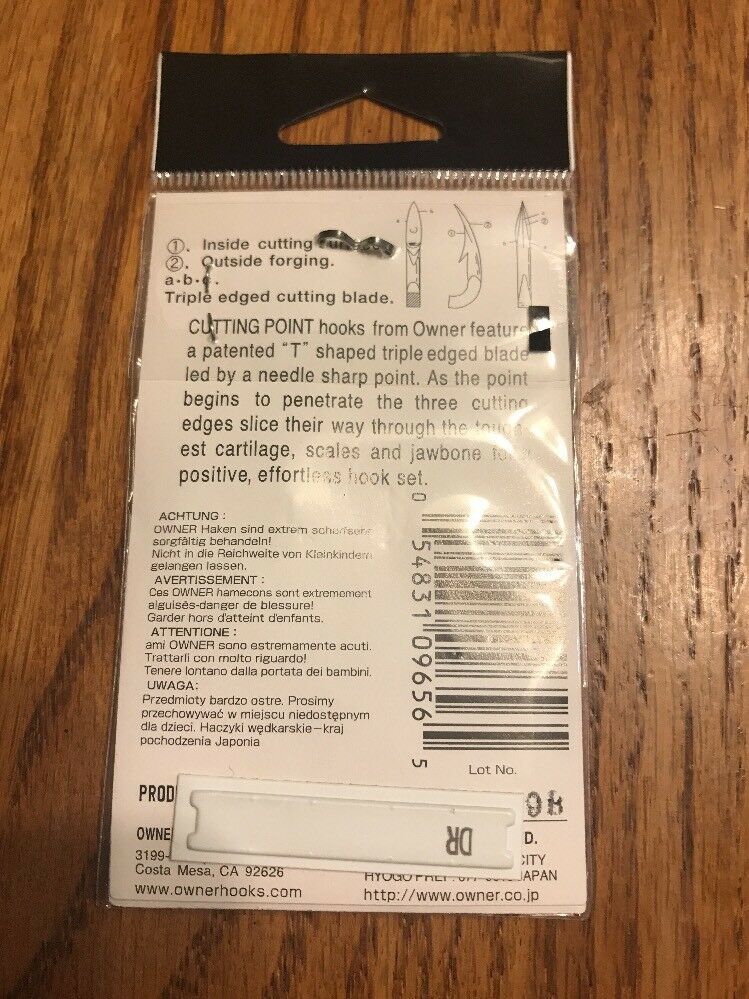 ①. Inside cutting
②. Outside forging.
a·b·c.
Triple edged cutting blade.
CUTTING POINT hooks from Owner feature
a patented "T" shaped triple edged blade
led by a needle sharp point. As the point
begins to penetrate the three cutting
edges slice their way through the tough-
est cartilage, scales and jawbone for a
positive, effortless hook set.
ACHTUNG :
OWNER Haken sind extrem scharfsehr
sorgfältig behandeln!
Nicht in die Reichweite von Kleinkindern
gelangen lassen.
AVERTISSEMENT :
Ces OWNER hamecons sont extremement
aiguisés-danger de blessure!
Garder hors d'atteint d'enfants.
ATTENTIONE :
ami OWNER sono estremamente acuti.
Trattarli con molto riguardo!
Tenere lontano dalla portata dei bambini.
UWAGA:
Przedmioty bardzo ostre. Prosimy
przechowywać w miejscu niedostępnym
dla dzieci. Haczyki wędkarskie-kraj
pochodzenia Japonia
0 54831 09656 5
Lot No.
PROD
98
DR
OWNE
D.
3199-
CITY
Costa Mesa, CA 92626
JAPAN
www.ownerhooks.com
http://www.owner.co.jp